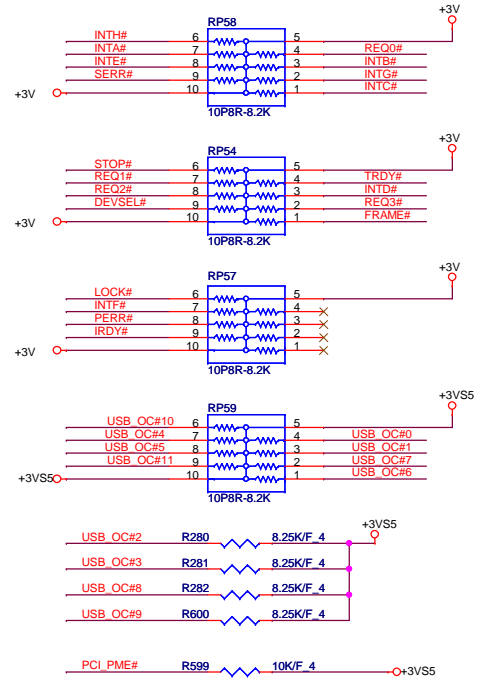 RP58
+3V
INTH# 6 5
INTA# 7 4 REQ0#
INTE# 8 3 INTB#
SERR# 9 2 INTG#
+3V 10 1 INTC#
10P8R-8.2K
RP54
+3V
STOP# 6 5
REQ1# 7 4 TRDY#
REQ2# 8 3 INTD#
DEVSEL# 9 2 REQ3#
+3V 10 1 FRAME#
10P8R-8.2K
RP57
+3V
LOCK# 6 5
INTF# 7 4
PERR# 8 3
IRDY# 9 2
+3V 10 1
10P8R-8.2K
RP59
+3VS5
USB_OC#10 6 5
USB_OC#4 7 4 USB_OC#0
USB_OC#5 8 3 USB_OC#1
USB_OC#11 9 2 USB_OC#7
+3VS5 10 1 USB_OC#6
10P8R-8.2K
+3VS5
USB_OC#2 R280 8.25K/F_4
USB_OC#3 R281 8.25K/F_4
USB_OC#8 R282 8.25K/F_4
USB_OC#9 R600 8.25K/F_4
PCI_PME# R599 10K/F_4 +3VS5